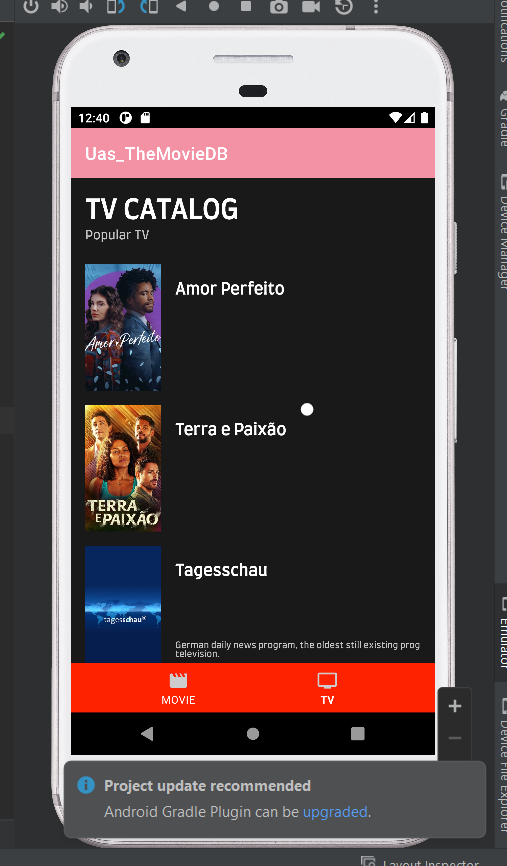 12:40
Uas_TheMovieDB
TV CATALOG
Popular TV
Amor Perfeito
Amor Perfeito
Terra e Paixão
TERRA
E PAIXÃO
Tagesschau
tagesschau
German daily news program, the oldest still existing prog
television.
MOVIE
TV
Project update recommended
Android Gradle Plugin can be upgraded.
Gradle
Device Manager
Emulator
Device File Explorer
Layout Inspector